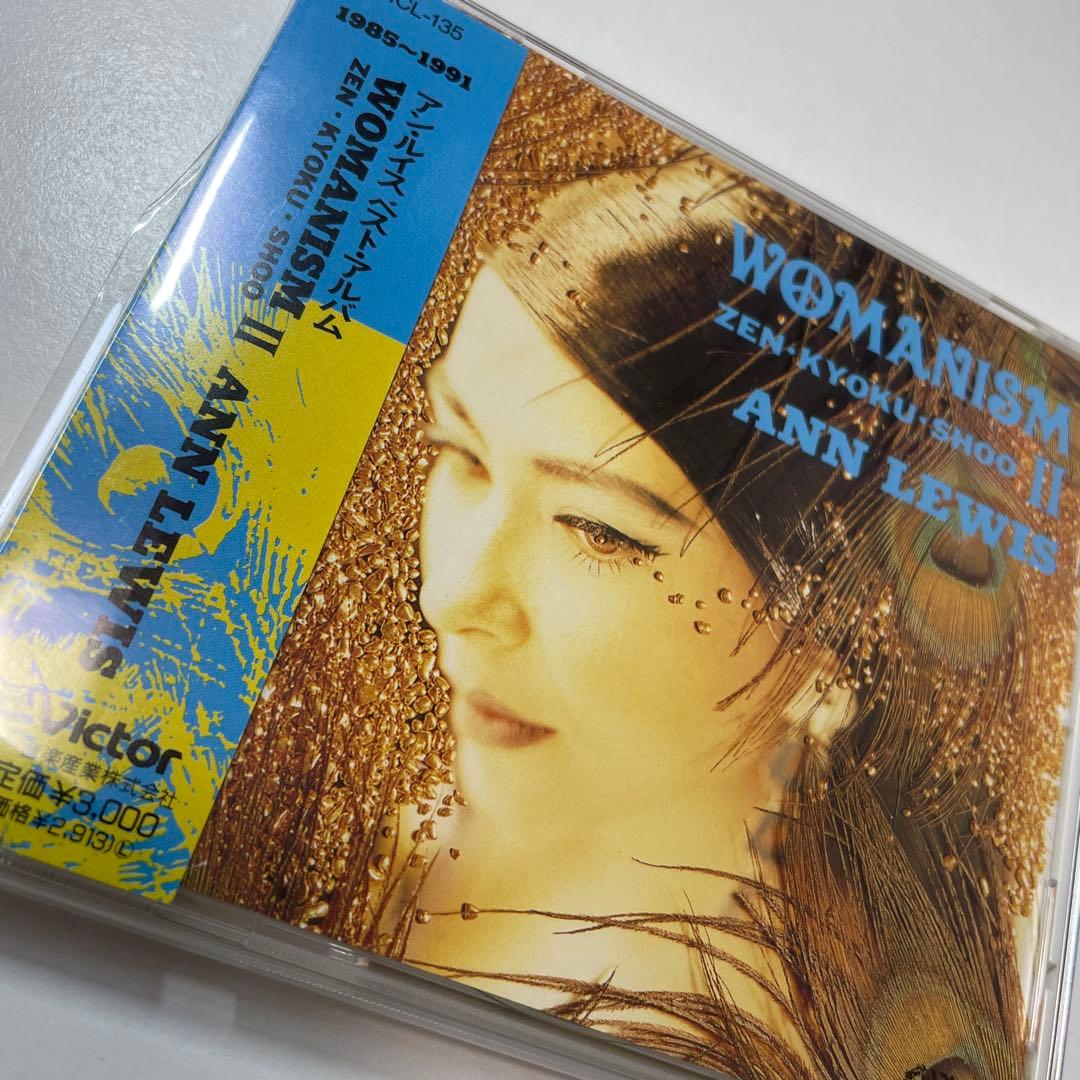 CL-135
1985~1991
アン・ルイス ベスト・アルバム
WOMANISM II
ZEN・KYOKU・SHOO
ANN LEWIS
Victor
楽産業株式会社
定価¥3,000
価格¥2,913)Ⓛ
WOMANISM
ZEN・KYOKU・SHOO II
ANN LEWIS